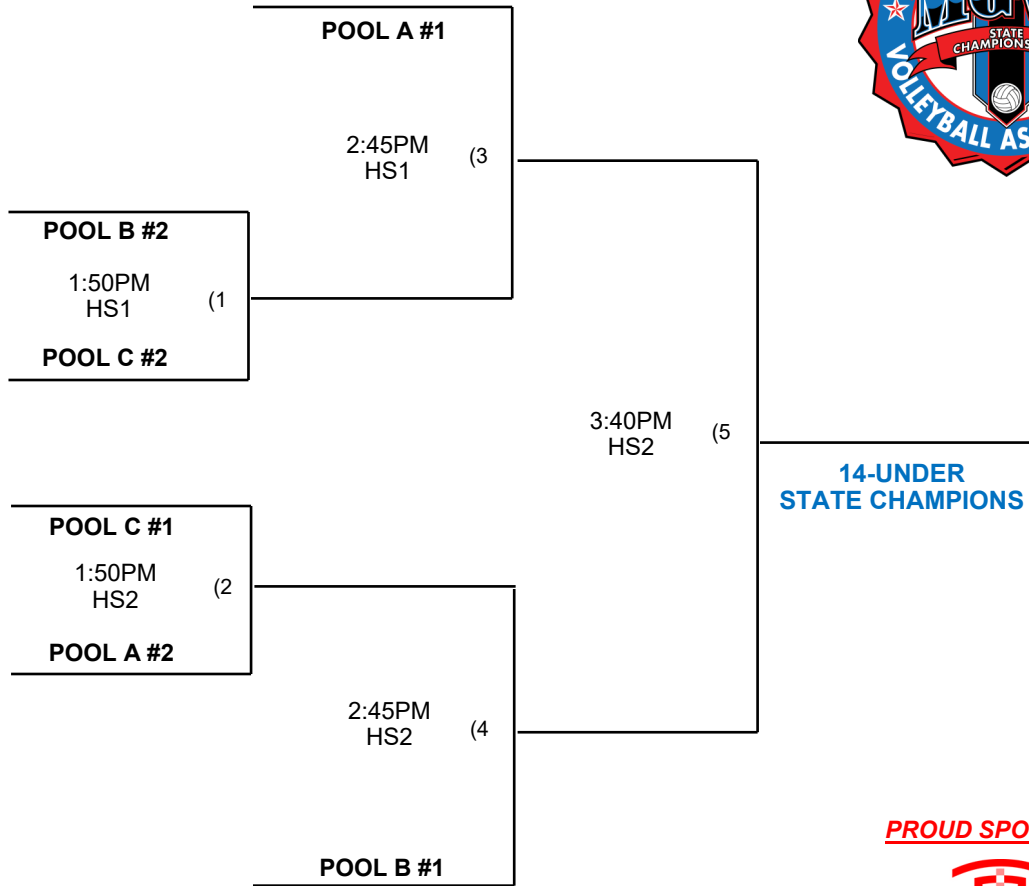 POOL A #1
STATE
VOLLEYBALL
2:45PM
HS1
(3
POOL B #2
1:50PM
HS1
(1
POOL C #2
3:40PM
HS2
(5
14-UNDER
STATE CHAMPIONS
POOL C #1
1:50PM
HS2
(2
POOL A #2
2:45PM
HS2
(4
PROUD
POOL B #1